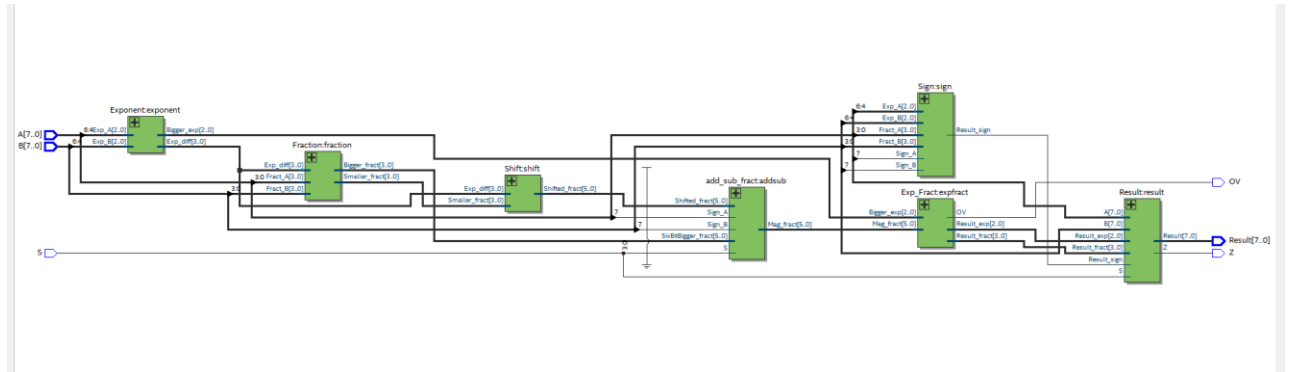 Exponent:exponent
A[7..0]
B[7..0]
6:4
Exp_A[2..0]
Bigger_exp[2..0]
6:4
Exp_B[2..0]
Exp_diff[3..0]
Fraction:fraction
Exp_diff[3..0]
Bigger_fract[3..0]
3:0
Fract_A[3..0]
Smaller_fract[3..0]
3:0
Fract_B[3..0]
Shift:shift
Exp_diff[3..0]
Shifted_fract[5..0]
Smaller_fract[3..0]
add_sub_fract:addsub
Shifted_fract[5..0]
7
Sign_A
Mag_fract[5..0]
7
Sign_B
SixBitBigger_fract[5..0]
S
3:0
S
Sign:sign
6:4
Exp_A[2..0]
6:4
Exp_B[2..0]
3:0
Fract_A[3..0]
Result_sign
3:0
Fract_B[3..0]
7
Sign_A
7
Sign_B
Exp_Fract:expfract
Bigger_exp[2..0]
OV
Mag_fract[5..0]
Result_exp[2..0]
Result_fract[3..0]
Result:result
A[7..0]
B[7..0]
Result_exp[2..0]
Result[7..0]
Result_fract[3..0]
Z
Result_sign
S
OV
Result[7..0]
Z